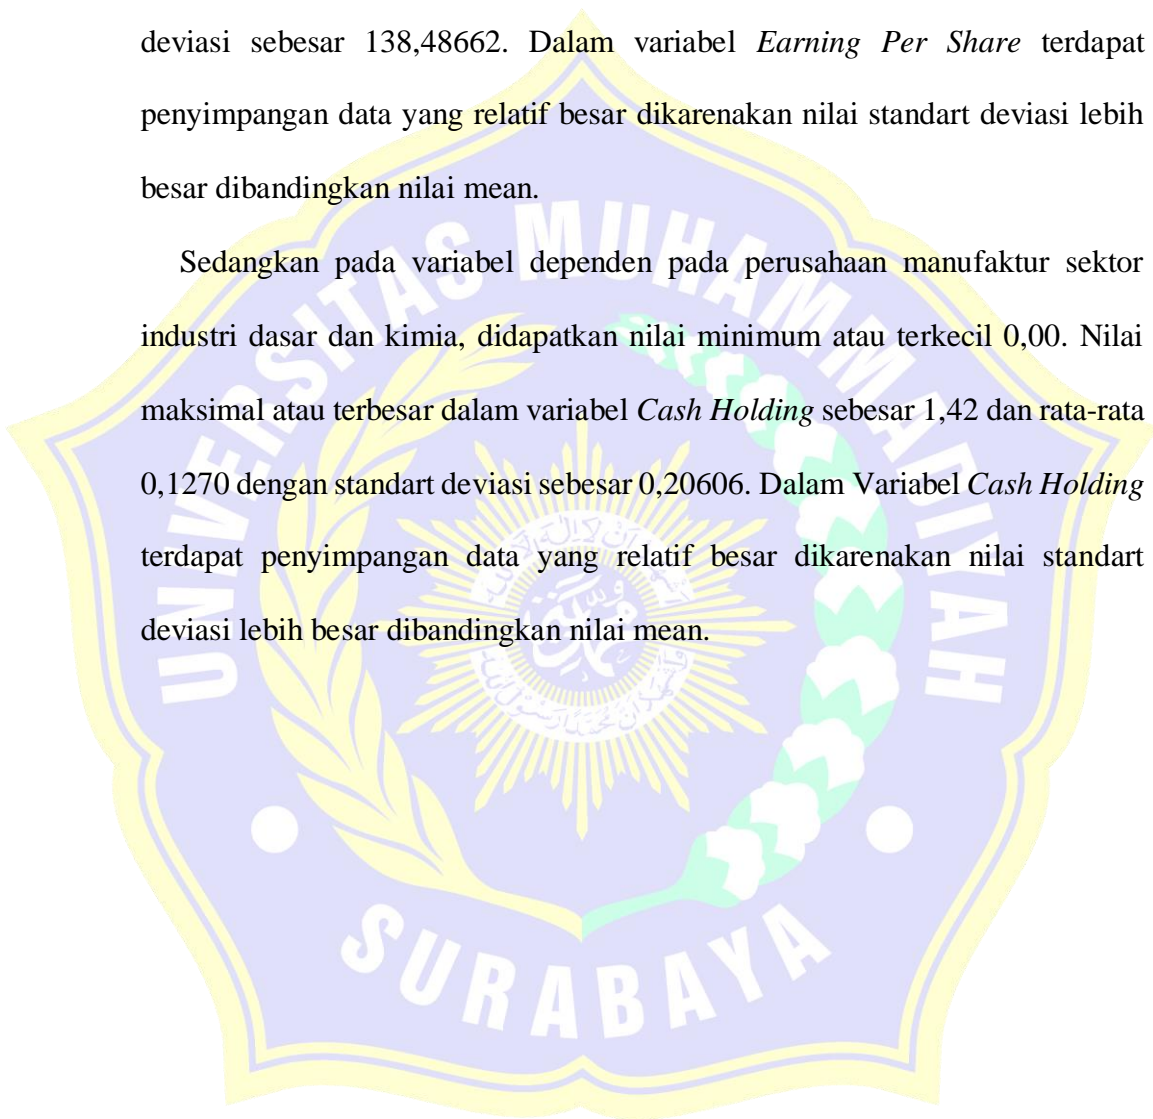 deviasi sebesar 138,48662. Dalam variabel Earning Per Share terdapat
penyimpangan data yang relatif besar dikarenakan nilai standart deviasi lebih
besar dibandingkan nilai mean.
Sedangkan pada variabel dependen pada perusahaan manufaktur sektor
industri dasar dan kimia, didapatkan nilai minimum atau terkecil 0,00. Nilai
maksimal atau terbesar dalam variabel Cash Holding sebesar 1,42 dan rata-rata
0,1270 dengan standart deviasi sebesar 0,20606. Dalam Variabel Cash Holding
terdapat penyimpangan data yang relatif besar dikarenakan nilai standart
deviasi lebih besar dibandingkan nilai mean.
UNIVERSITAS MUHAMMADIYAH
SURABAYA